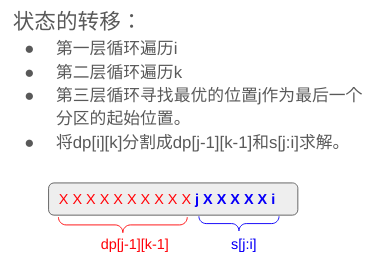 状态的转移：
● 第一层循环遍历i
● 第二层循环遍历k
● 第三层循环寻找最优的位置j作为最后一个
分区的起始位置。
● 将dp[i][k]分割成dp[j-1][k-1]和s[j:i]求解。
X X X X X X X X X X j X X X X X i
dp[j-1][k-1] s[j:i]